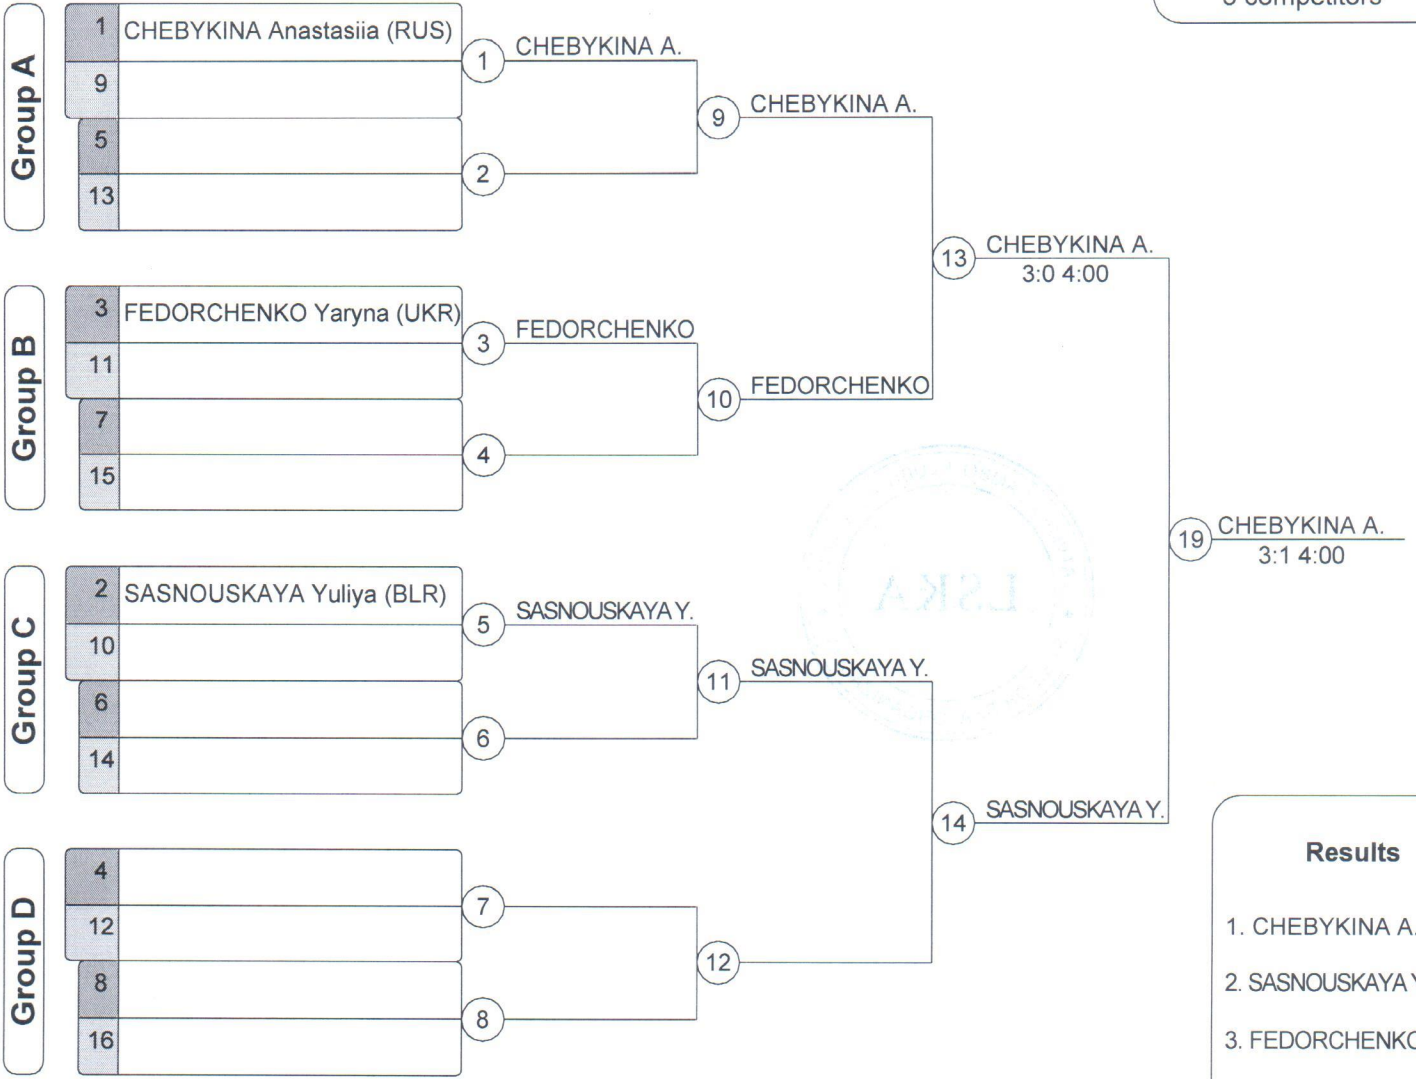 competitors
Group A
1 CHEBYKINA Anastasiia (RUS)
9
5
13
1 CHEBYKINA A.
2
9 CHEBYKINA A.
Group B
3 FEDORCHENKO Yaryna (UKR)
11
7
15
3 FEDORCHENKO
4
10 FEDORCHENKO
13 CHEBYKINA A.
3:0 4:00
Group C
2 SASNOUSKAYA Yuliya (BLR)
10
6
14
5 SASNOUSKAYA Y.
6
11 SASNOUSKAYA Y.
Group D
4
12
8
16
7
8
12
14 SASNOUSKAYA Y.
19 CHEBYKINA A.
3:1 4:00
LSKA
Results
1. CHEBYKINA A.
2. SASNOUSKAYA Y
3. FEDORCHENKO